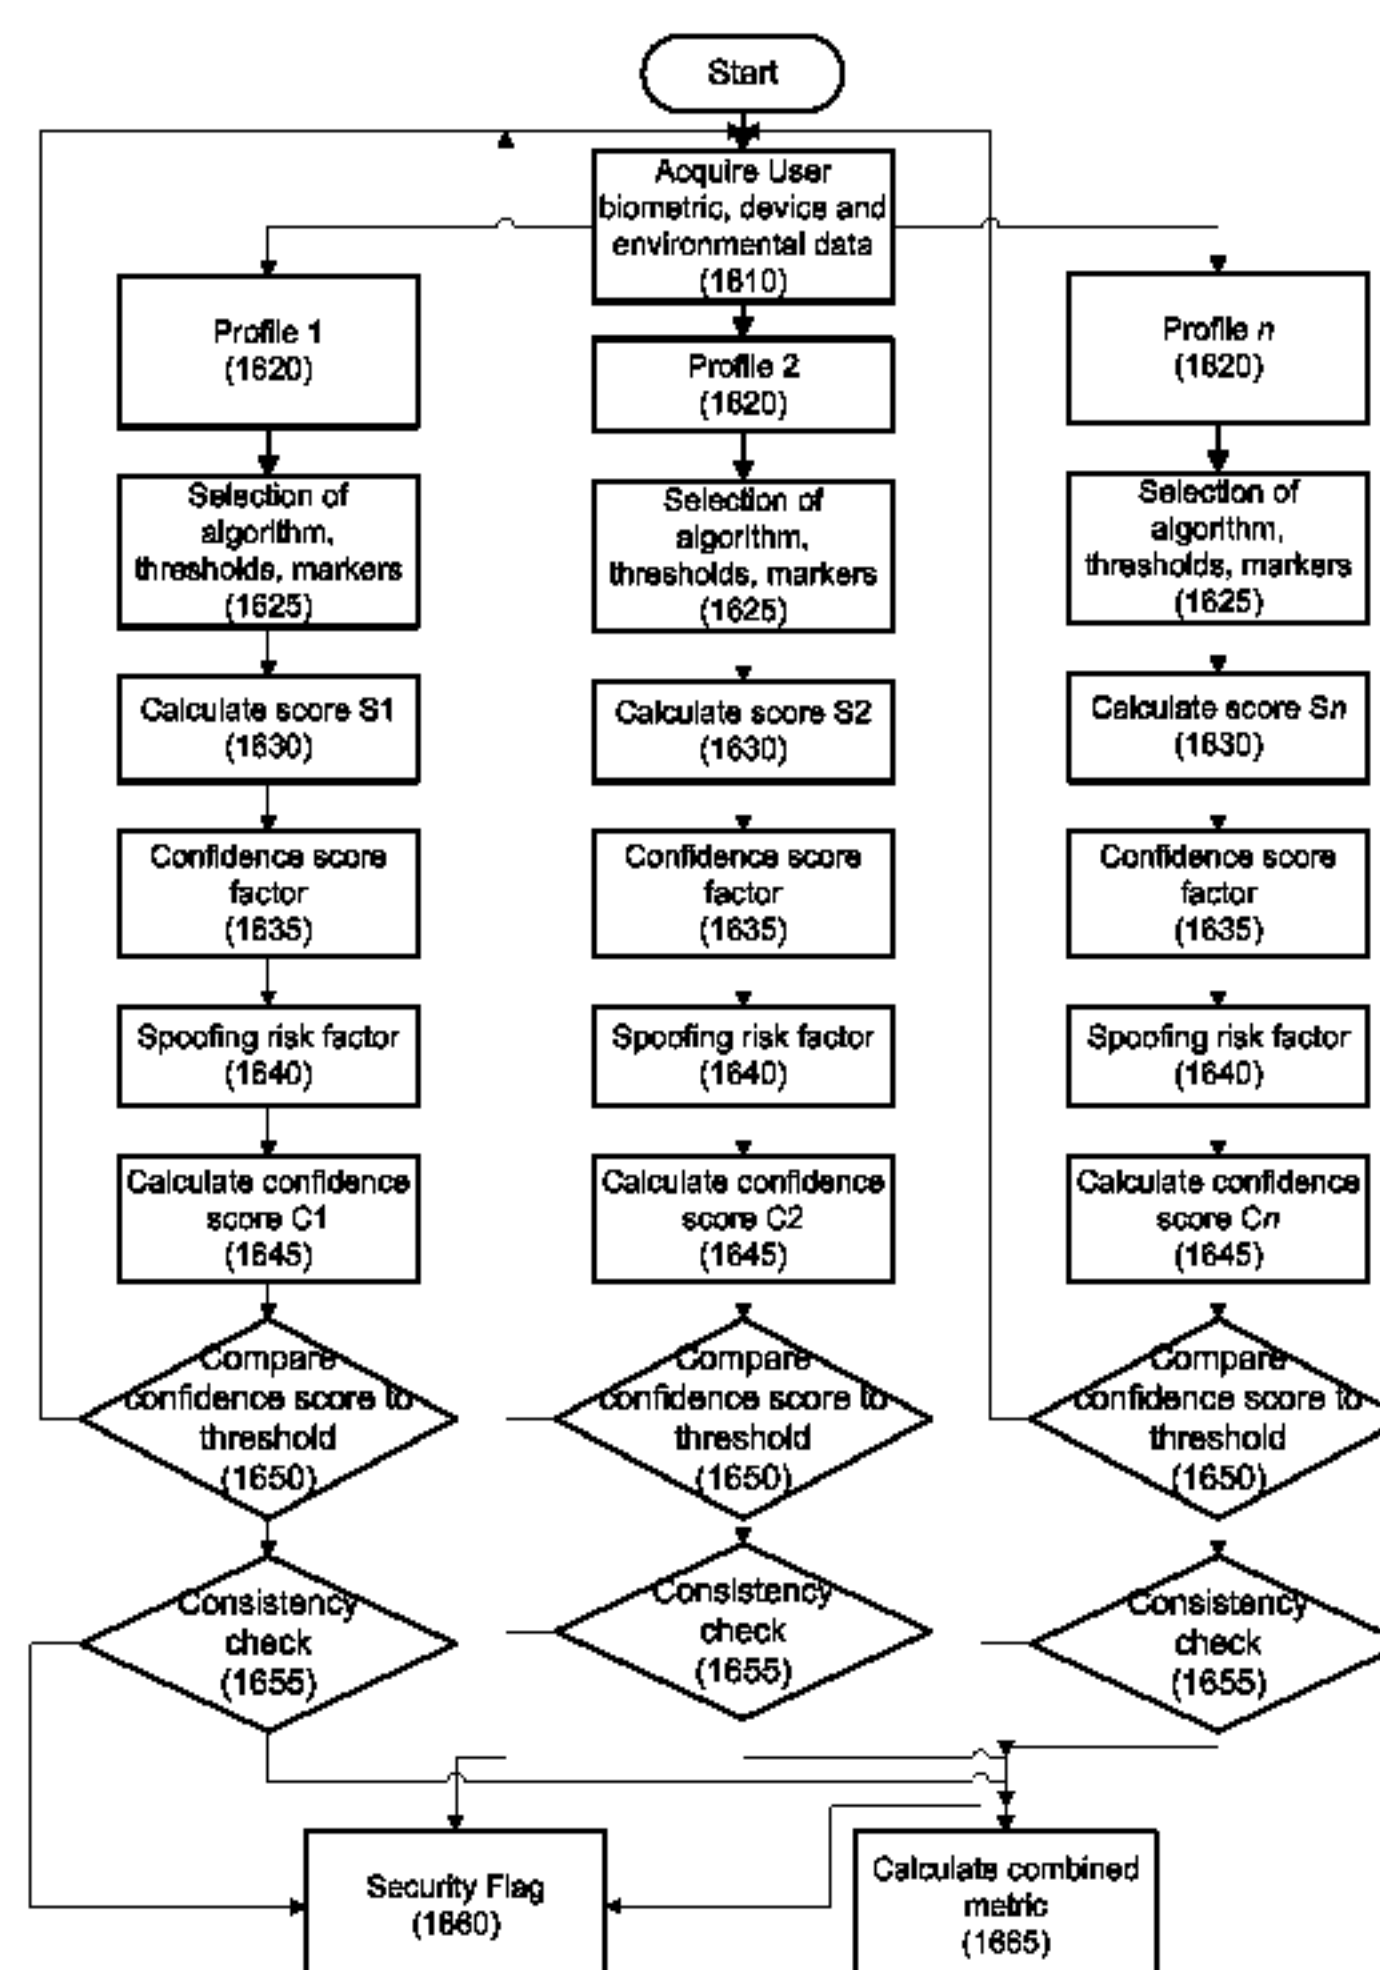 Start
Acquire User
biometric, device and
environmental data
(1610)
Profile 1
(1620)
Profile 2
(1620)
Profile n
(1620)
Selection of
algorithm,
thresholds, markers
(1625)
Selection of
algorithm,
thresholds, markers
(1625)
Selection of
algorithm,
thresholds, markers
(1625)
Calculate score S1
(1630)
Calculate score S2
(1630)
Calculate score Sn
(1630)
Confidence score
factor
(1635)
Confidence score
factor
(1635)
Confidence score
factor
(1635)
Spoofing risk factor
(1640)
Spoofing risk factor
(1640)
Spoofing risk factor
(1640)
Calculate confidence
score C1
(1645)
Calculate confidence
score C2
(1645)
Calculate confidence
score Cn
(1645)
Compare
confidence score to
threshold
(1650)
Compare
confidence score to
threshold
(1650)
Compare
confidence score to
threshold
(1650)
Consistency
check
(1655)
Consistency
check
(1655)
Consistency
check
(1655)
Security Flag
(1660)
Calculate combined
metric
(1665)